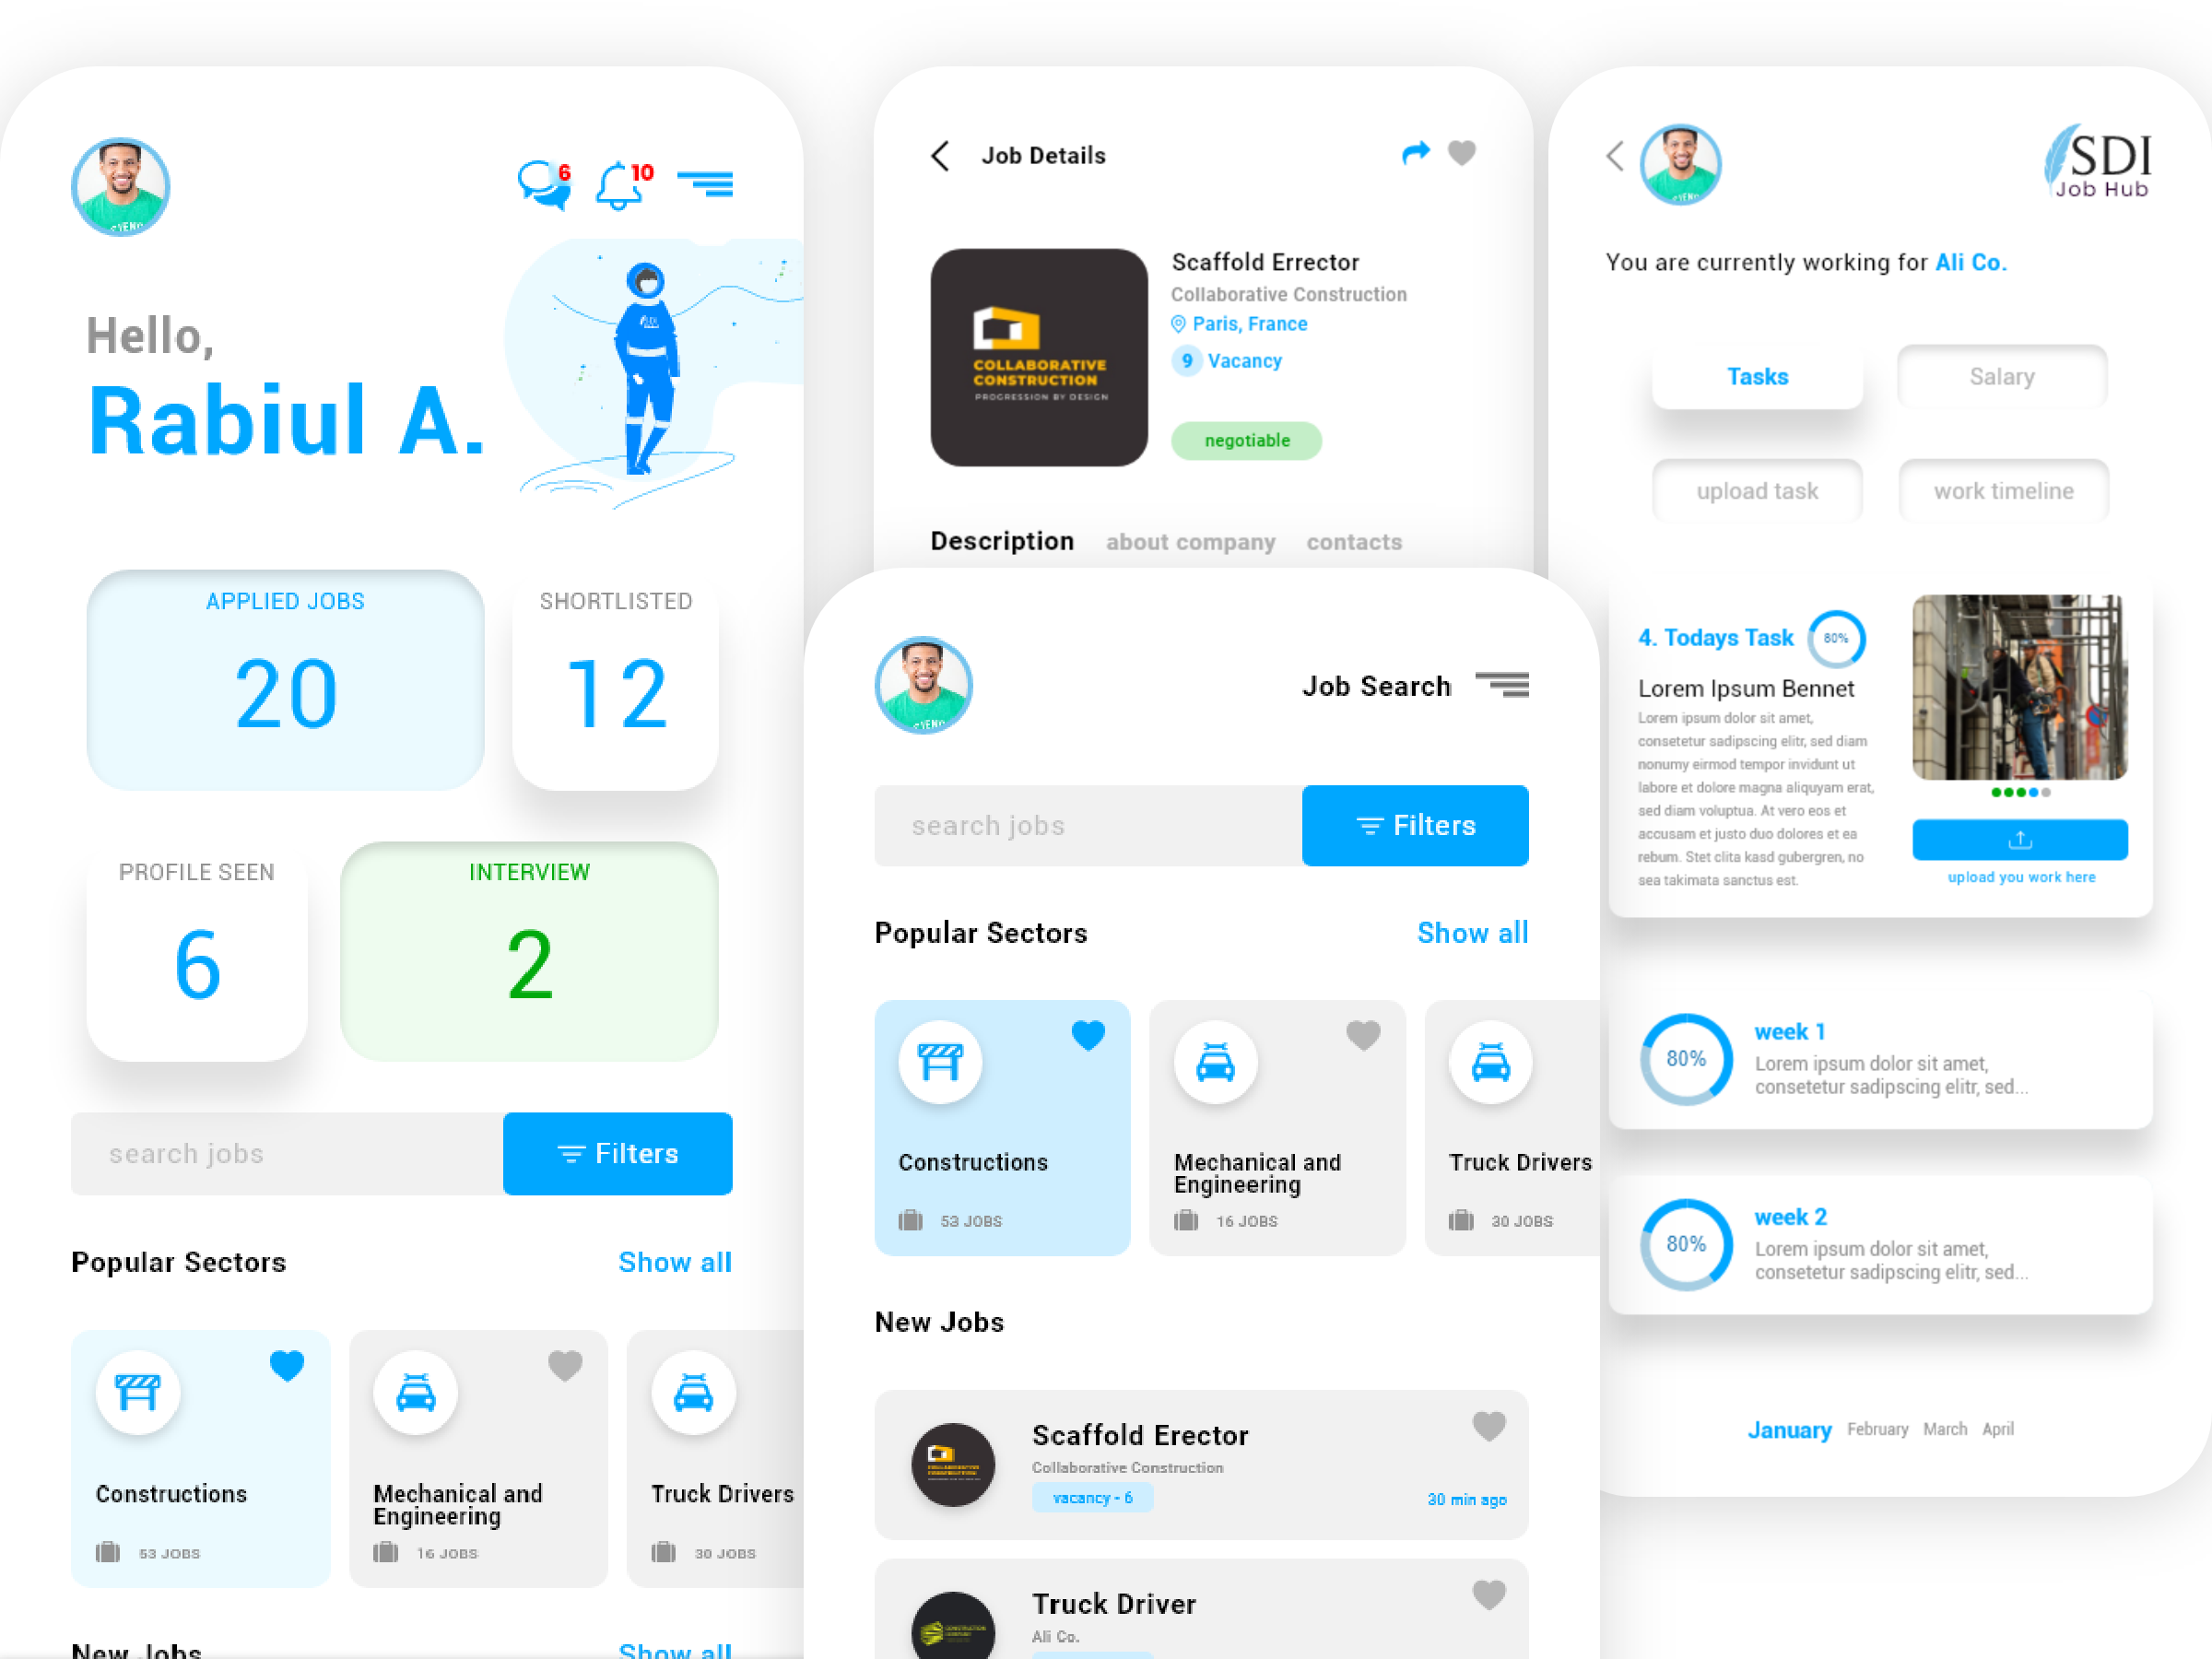 6
10
Hello,
Rabiul A.
SDI
APPLIED JOBS
20
SHORTLISTED
12
PROFILE SEEN
6
INTERVIEW
2
search jobs
Filters
Popular Sectors
Show all
Constructions
53 JOBS
Mechanical and
Engineering
16 JOBS
Truck Drivers
30 JOBS
New Jobs
Show all
Job Details
COLLABORATIVE
CONSTRUCTION
PROGRESSION BY DESIGN
Scaffold Errector
Collaborative Construction
Paris, France
9 Vacancy
negotiable
Description about company contacts
Job Search
search jobs
Filters
Popular Sectors
Show all
Constructions
53 JOBS
Mechanical and
Engineering
16 JOBS
Truck Drivers
30 JOBS
New Jobs
COLLABORATIVE
CONSTRUCTION
Scaffold Erector
Collaborative Construction
vacancy - 6
30 min ago
Truck Driver
Ali Co.
SDI
Job Hub
You are currently working for Ali Co.
Tasks
Salary
upload task
work timeline
4. Todays Task
80%
Lorem Ipsum Bennet
Lorem ipsum dolor sit amet,
consetetur sadipscing elitr, sed diam
nonumy eirmod tempor invidunt ut
labore et dolore magna aliquyam erat,
sed diam voluptua. At vero eos et
accusam et justo duo dolores et ea
rebum. Stet clita kasd gubergren, no
sea takimata sanctus est.
upload you work here
80%
week 1
Lorem ipsum dolor sit amet,
consetetur sadipscing elitr, sed...
80%
week 2
Lorem ipsum dolor sit amet,
consetetur sadipscing elitr, sed...
January February March April